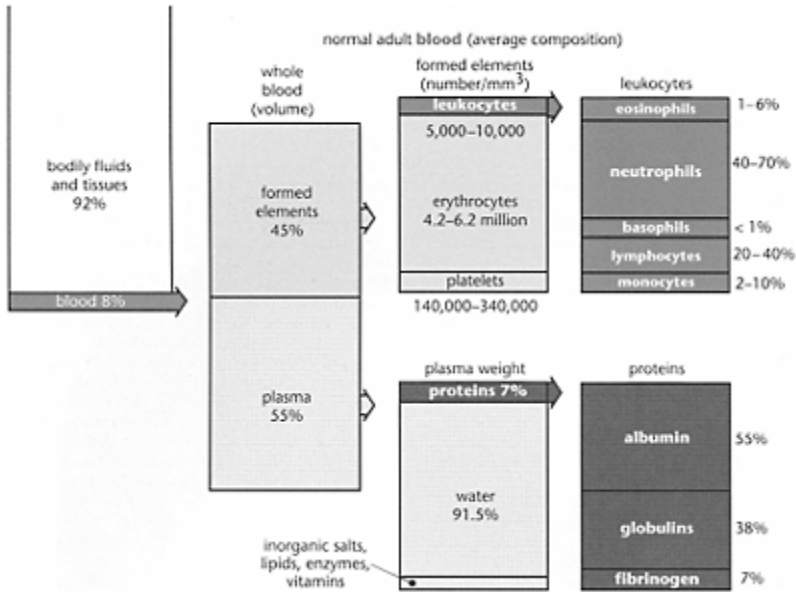 normal adult blood (average composition)
bodily fluids
and tissues
92%
blood 8%
whole
blood
(volume)
formed
elements
45%
plasma
55%
formed elements
(number/mm³)
leukocytes
5,000–10,000
erythrocytes
4.2–6.2 million
platelets
140,000–340,000
leukocytes
eosinophils
1–6%
neutrophils
40–70%
basophils
< 1%
lymphocytes
20–40%
monocytes
2–10%
plasma weight
proteins 7%
water
91.5%
inorganic salts,
lipids, enzymes,
vitamins
proteins
albumin
55%
globulins
38%
fibrinogen
7%